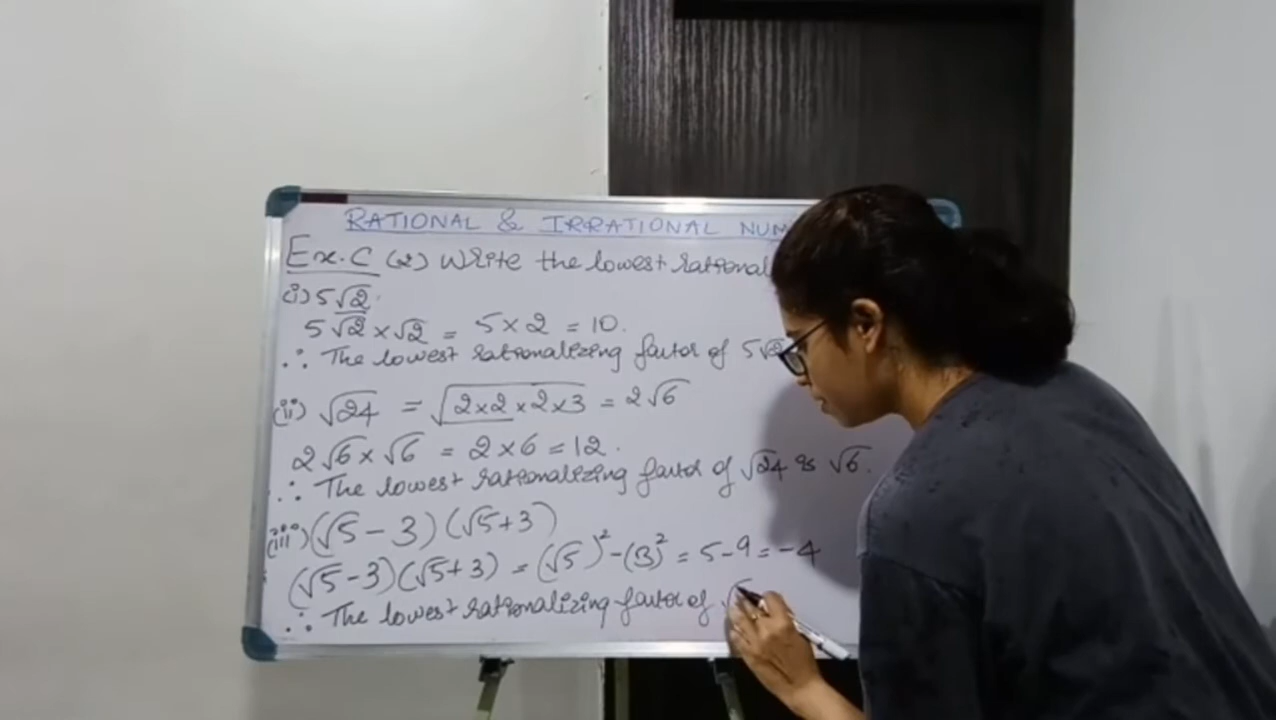 RATIONAL & IRRATIONAL NUM
Ex. C (2) Write the lowest rational
(i) 5√2.
5√2 × √2 = 5 × 2 = 10.
∴ The lowest rationalizing factor of 5√2
(ii) √24 = √2×2×2×3 = 2√6
2√6 × √6 = 2 × 6 = 12.
∴ The lowest rationalizing factor of √24 is √6.
(iii) (√5 - 3)(√5 + 3)
(√5 - 3)(√5 + 3) = (√5)² - (3)² = 5 - 9 = -4
∴ The lowest rationalizing factor of √